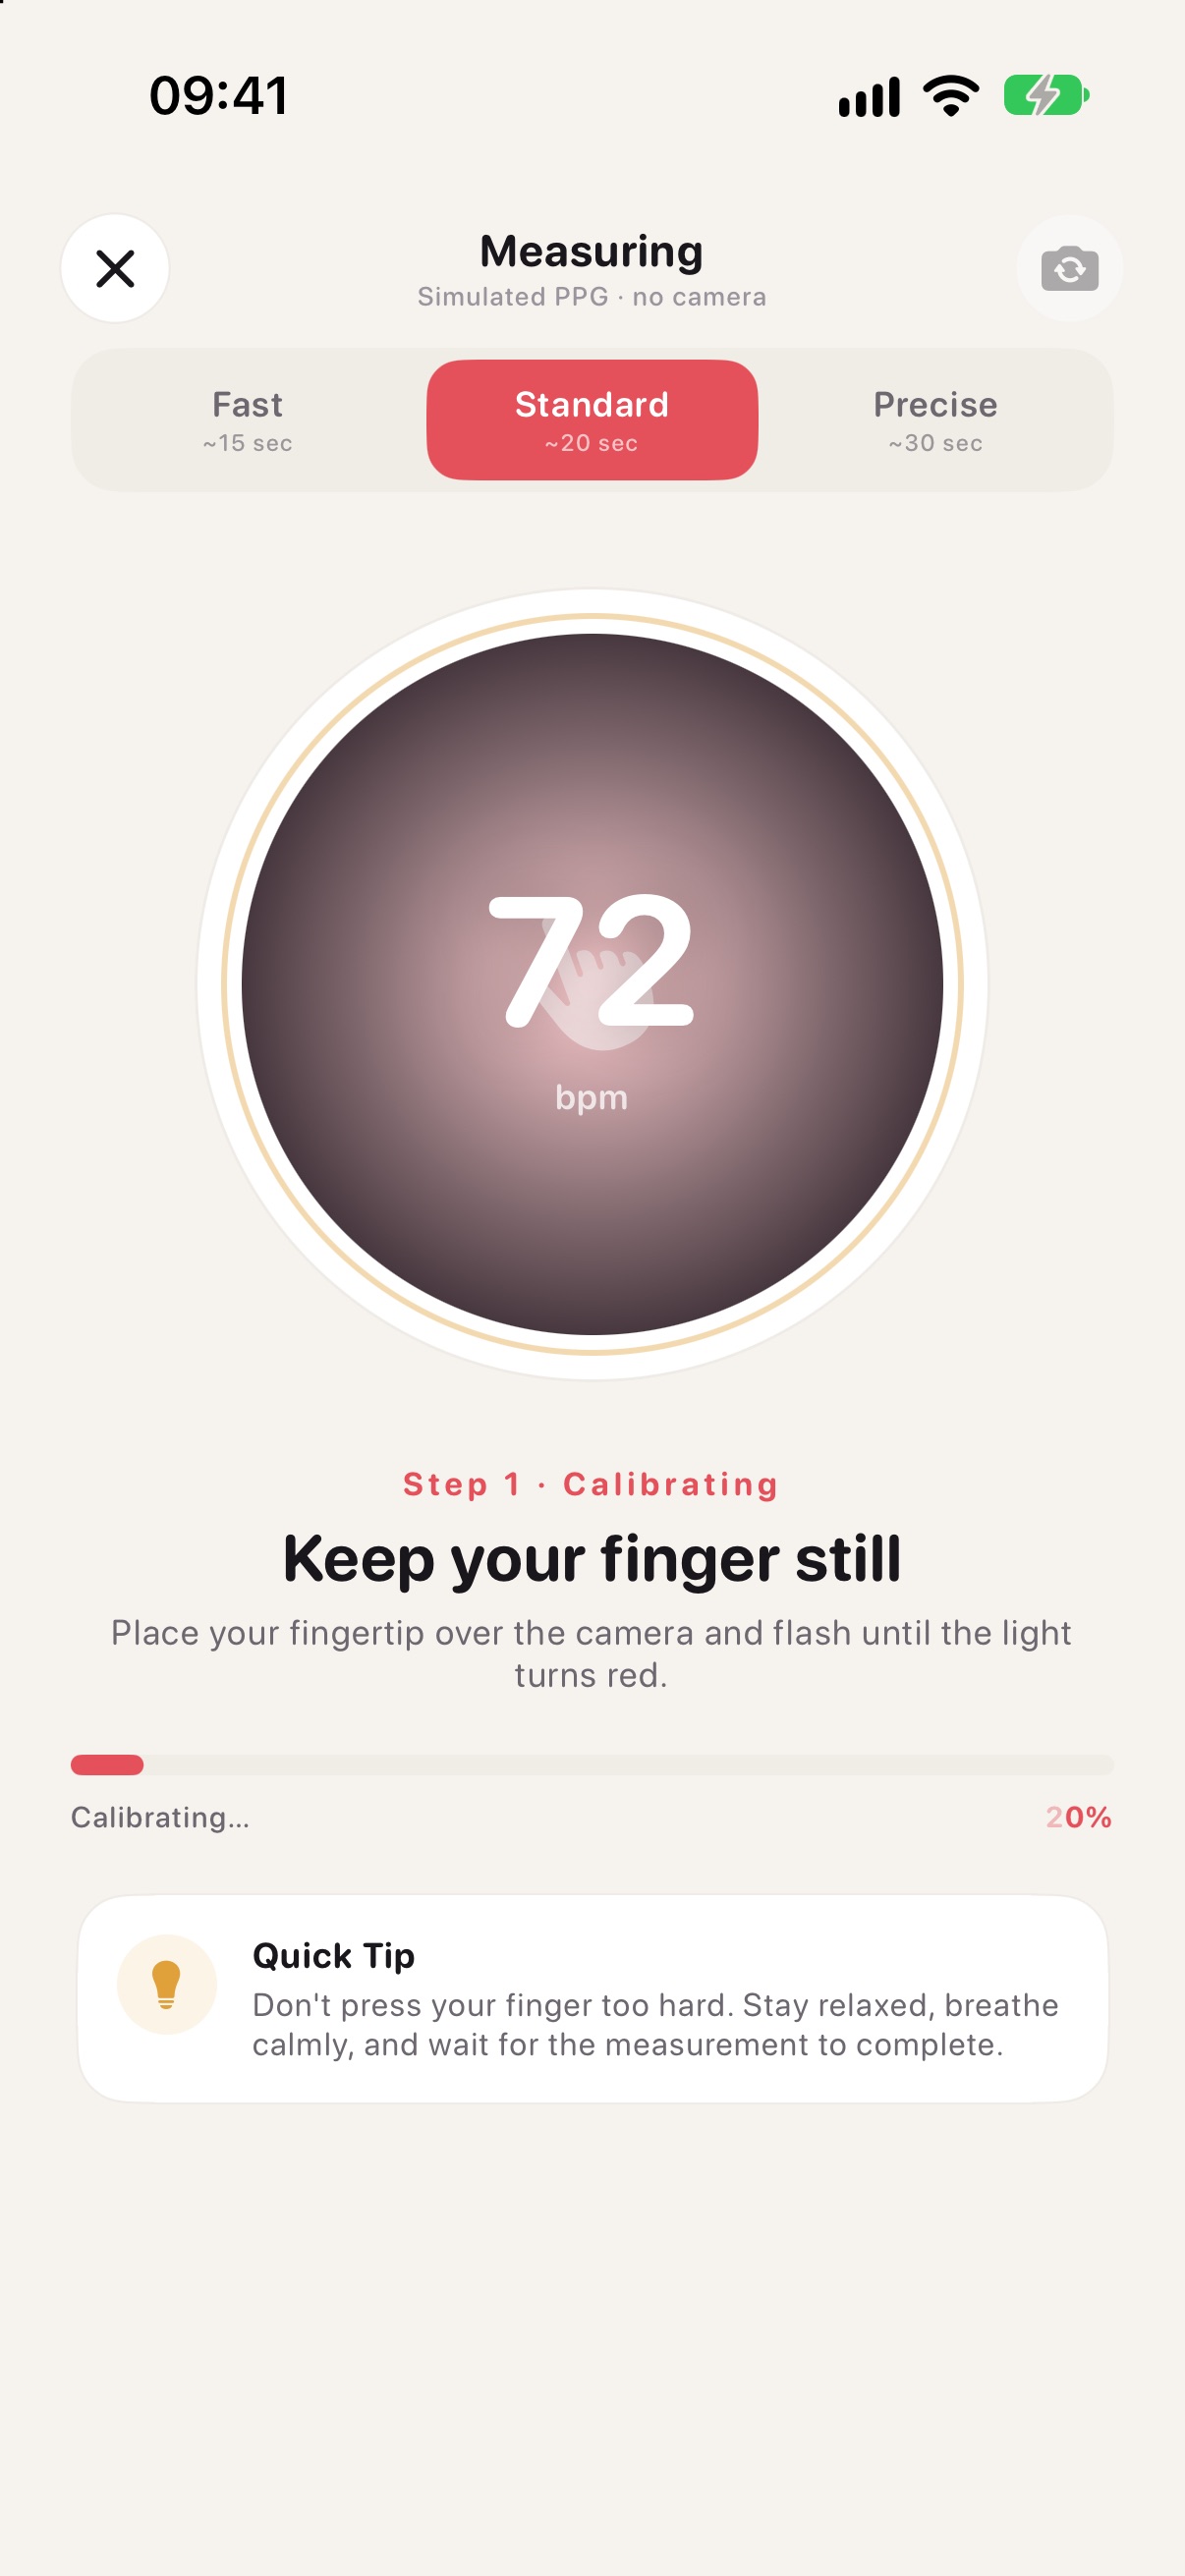 09:41
Measuring
Simulated PPG · no camera
Fast
~15 sec
Standard
~20 sec
Precise
~30 sec
72
bpm
Step 1 · Calibrating
Keep your finger still
Place your fingertip over the camera and flash until the light
turns red.
Calibrating...
20%
Quick Tip
Don't press your finger too hard. Stay relaxed, breathe
calmly, and wait for the measurement to complete.